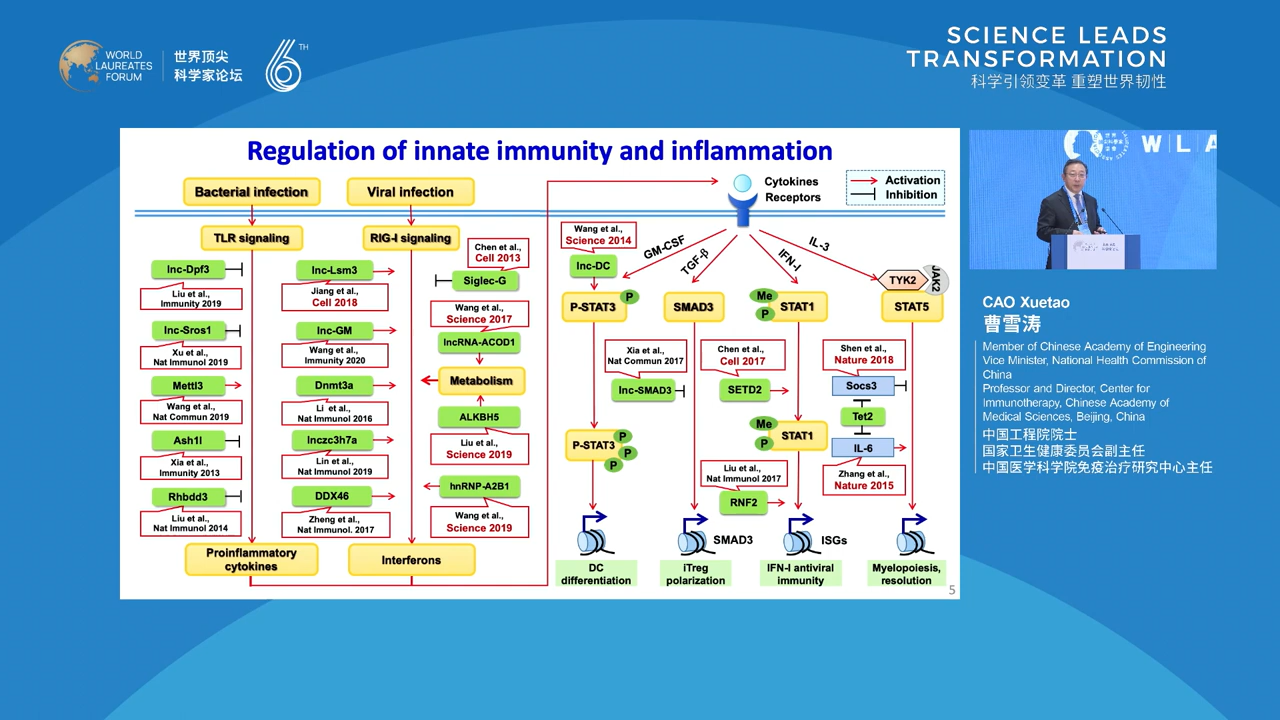 WORLD
LAUREATES
FORUM
世界顶尖
科学家论坛
6TH
SCIENCE LEADS
TRANSFORMATION
科学引领变革 重塑世界韧性
Regulation of innate immunity and inflammation
Bacterial infection
Viral infection
Cytokines
Receptors
Activation
Inhibition
TLR signaling
RIG-I signaling
lnc-Dpf3
Liu et al.,
Immunity 2019
lnc-Sros1
Xu et al.,
Nat Immunol 2019
Mettl3
Wang et al.,
Nat Commun 2019
Ash1l
Xia et al.,
Immunity 2013
Rhbdd3
Liu et al.,
Nat Immunol 2014
Proinflammatory
cytokines
lnc-Lsm3
Jiang et al.,
Cell 2018
lnc-GM
Wang et al.,
Immunity 2020
Dnmt3a
Li et al.,
Nat Immunol 2016
lnczc3h7a
Lin et al.,
Nat Immunol 2019
DDX46
Zheng et al.,
Nat Immunol. 2017
Interferons
Chen et al.,
Cell 2013
Siglec-G
Wang et al.,
Science 2017
lncRNA-ACOD1
Metabolism
ALKBH5
Liu et al.,
Science 2019
hnRNP-A2B1
Wang et al.,
Science 2019
Wang et al.,
Science 2014
lnc-DC
GM-CSF
TGF-β
IFN-I
IL-3
P-STAT3
P
P-STAT3
P
P
P
DC
differentiation
SMAD3
Xia et al.,
Nat Commun 2017
lnc-SMAD3
SMAD3
iTreg
polarization
Me
P
STAT1
Chen et al.,
Cell 2017
SETD2
Me
P
STAT1
Liu et al.,
Nat Immunol 2017
RNF2
ISGs
IFN-I antiviral
immunity
TYK2
JAK2
STAT5
Shen et al.,
Nature 2018
Socs3
Tet2
IL-6
Zhang et al.,
Nature 2015
Myelopoiesis,
resolution
5
W|L|A
CAO Xuetao
曹雪涛
Member of Chinese Academy of Engineering
Vice Minister, National Health Commission of
China
Professor and Director, Center for
Immunotherapy, Chinese Academy of
Medical Sciences, Beijing, China
中国工程院院士
国家卫生健康委员会副主任
中国医学科学院免疫治疗研究中心主任